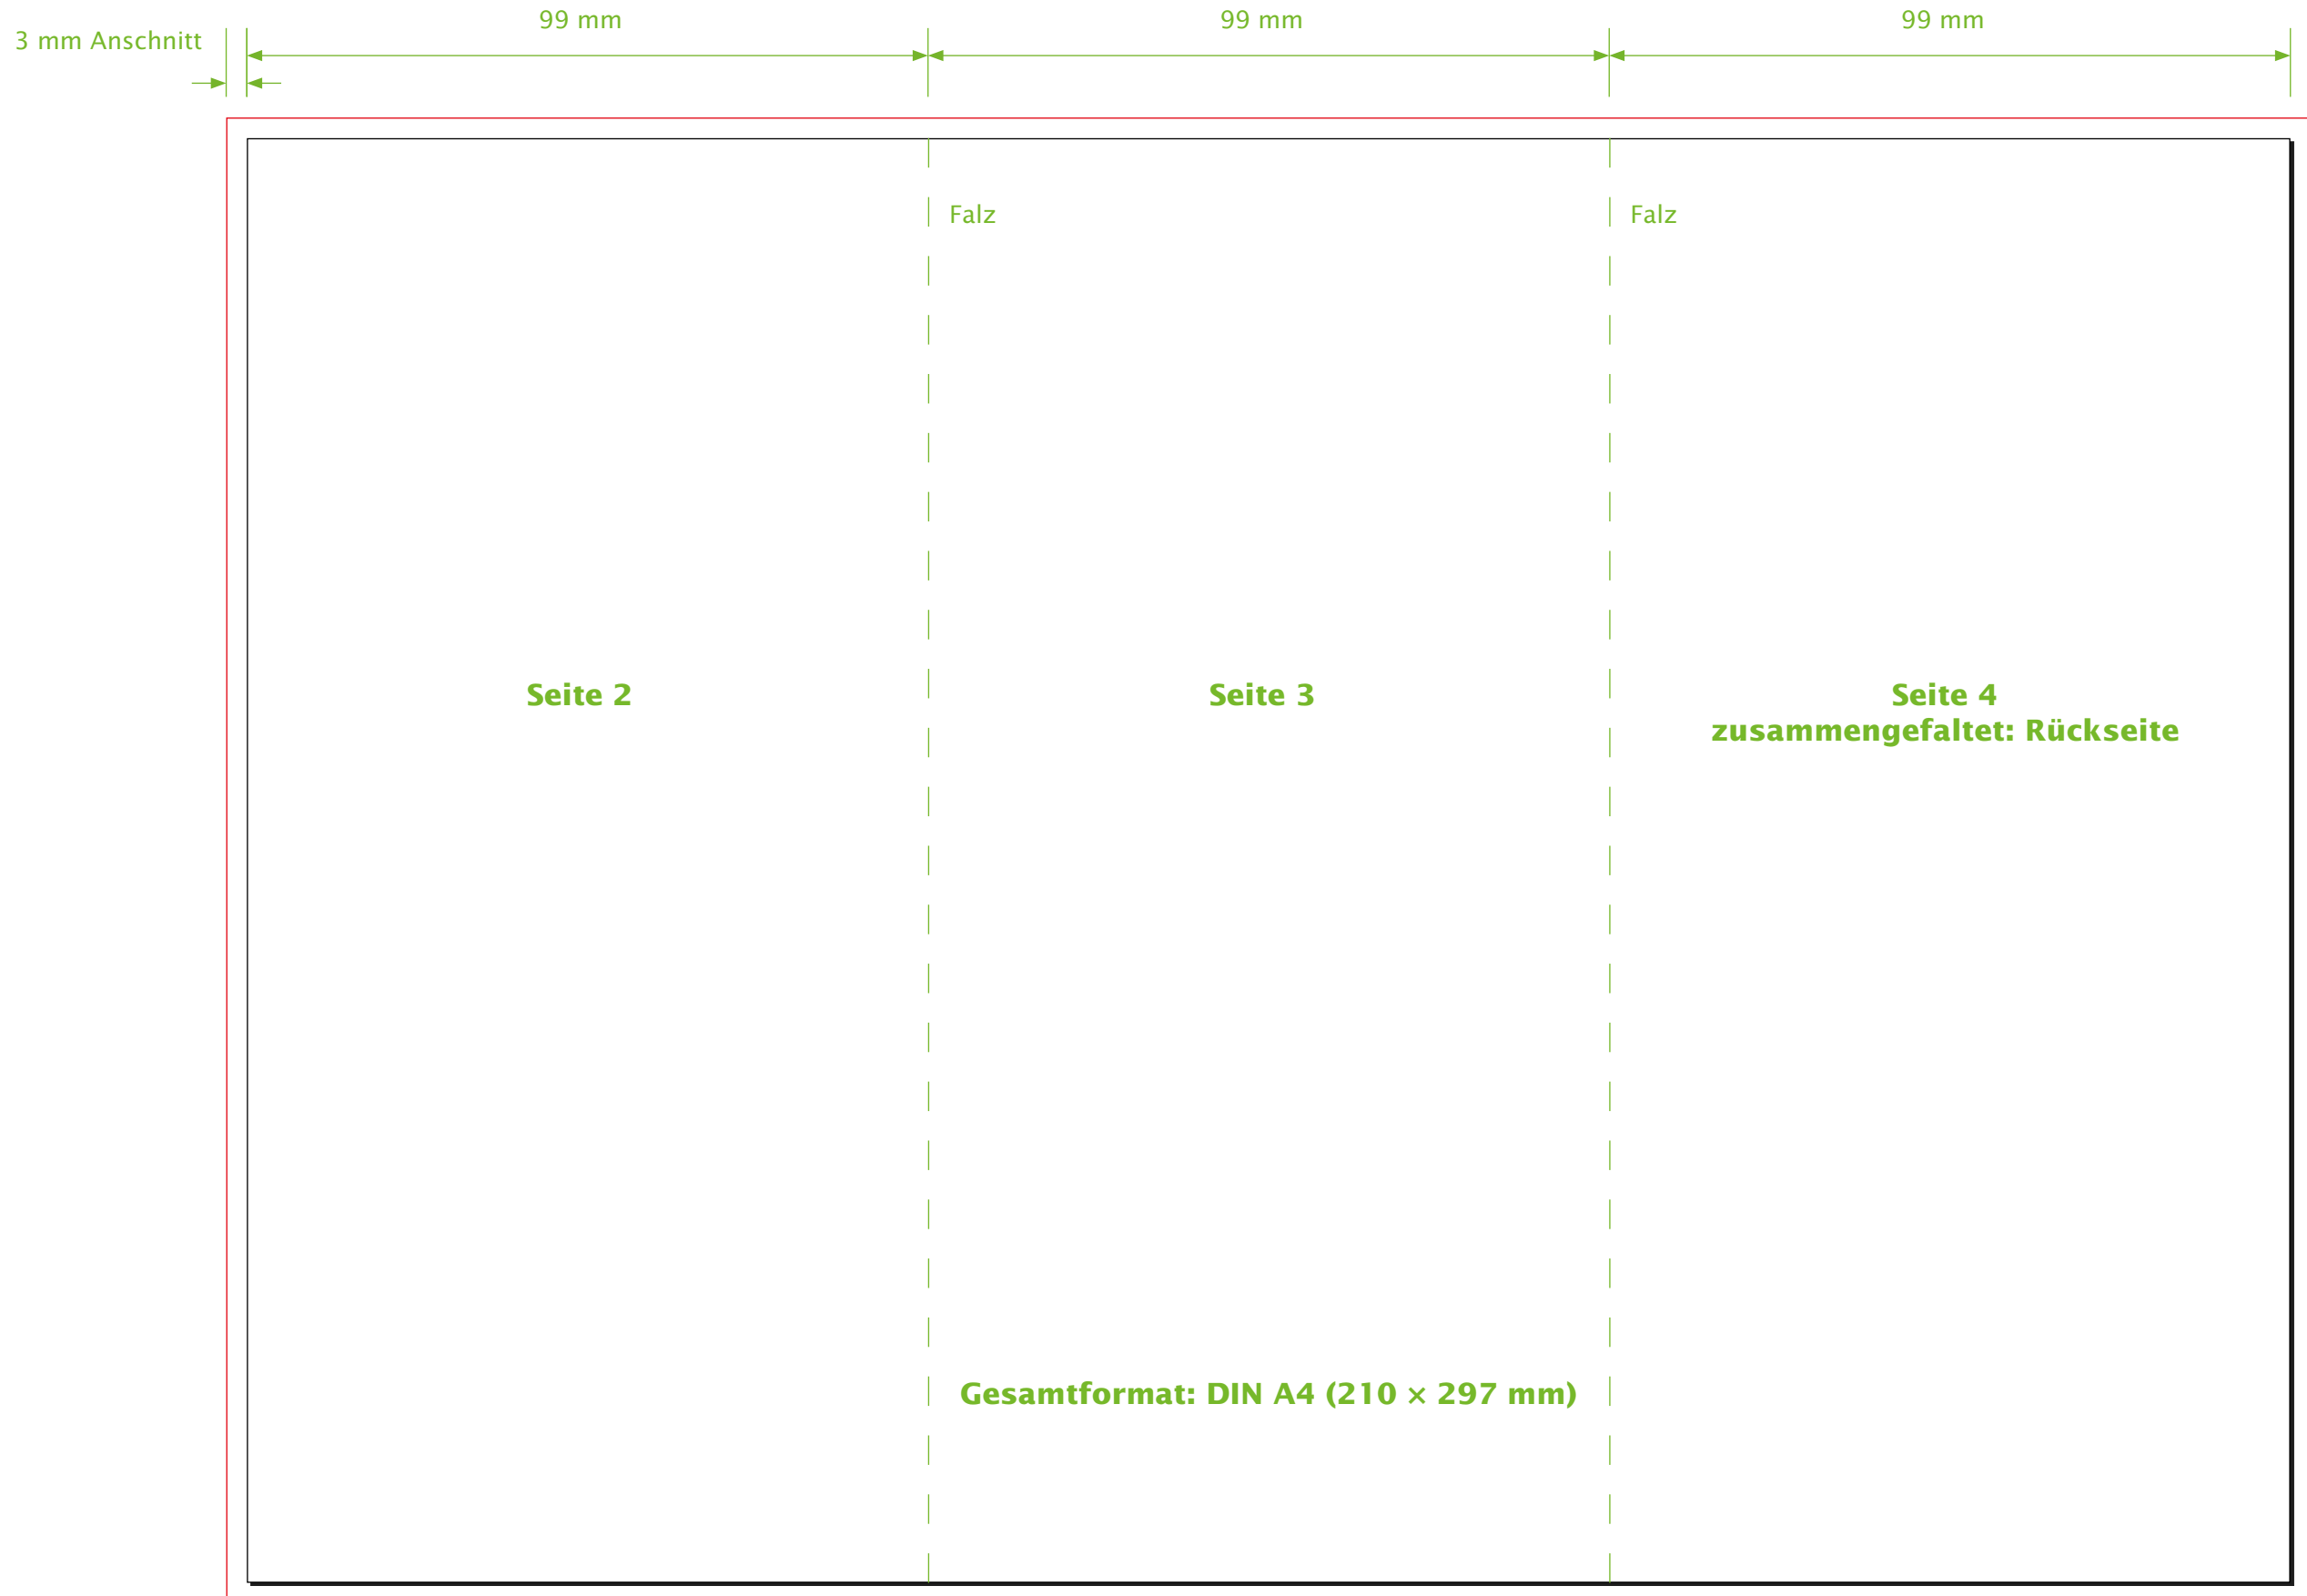 99 mm
99 mm
99 mm
3 mm Anschnitt
Falz
Falz
Seite 2
Seite 3
Seite 4
zusammengefaltet: Rückseite
Gesamtformat: DIN A4 (210 × 297 mm)